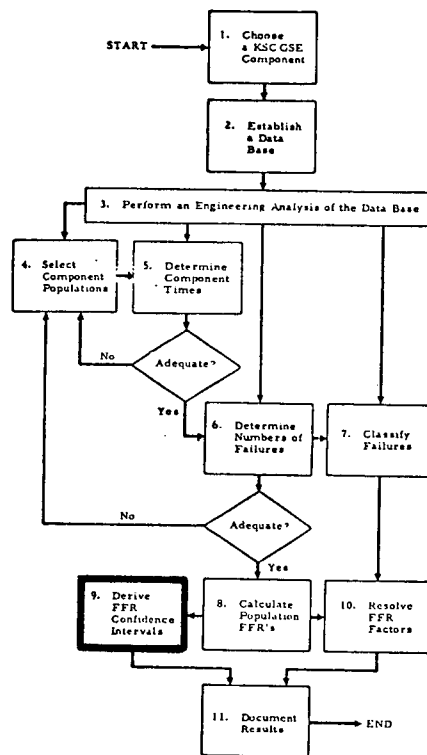 START
1. Choose
a KSC GSE
Component
2. Establish
a Data
Base
3. Perform an Engineering Analysis of the Data Base
4. Select
Component
Populations
5. Determine
Component
Times
No
Adequate?
Yes
6. Determine
Numbers of
Failures
7. Classify
Failures
No
Adequate?
Yes
9. Derive
FFR
Confidence
Intervals
8. Calculate
Population
FFR's
10. Resolve
FFR
Factors
11. Document
Results
END